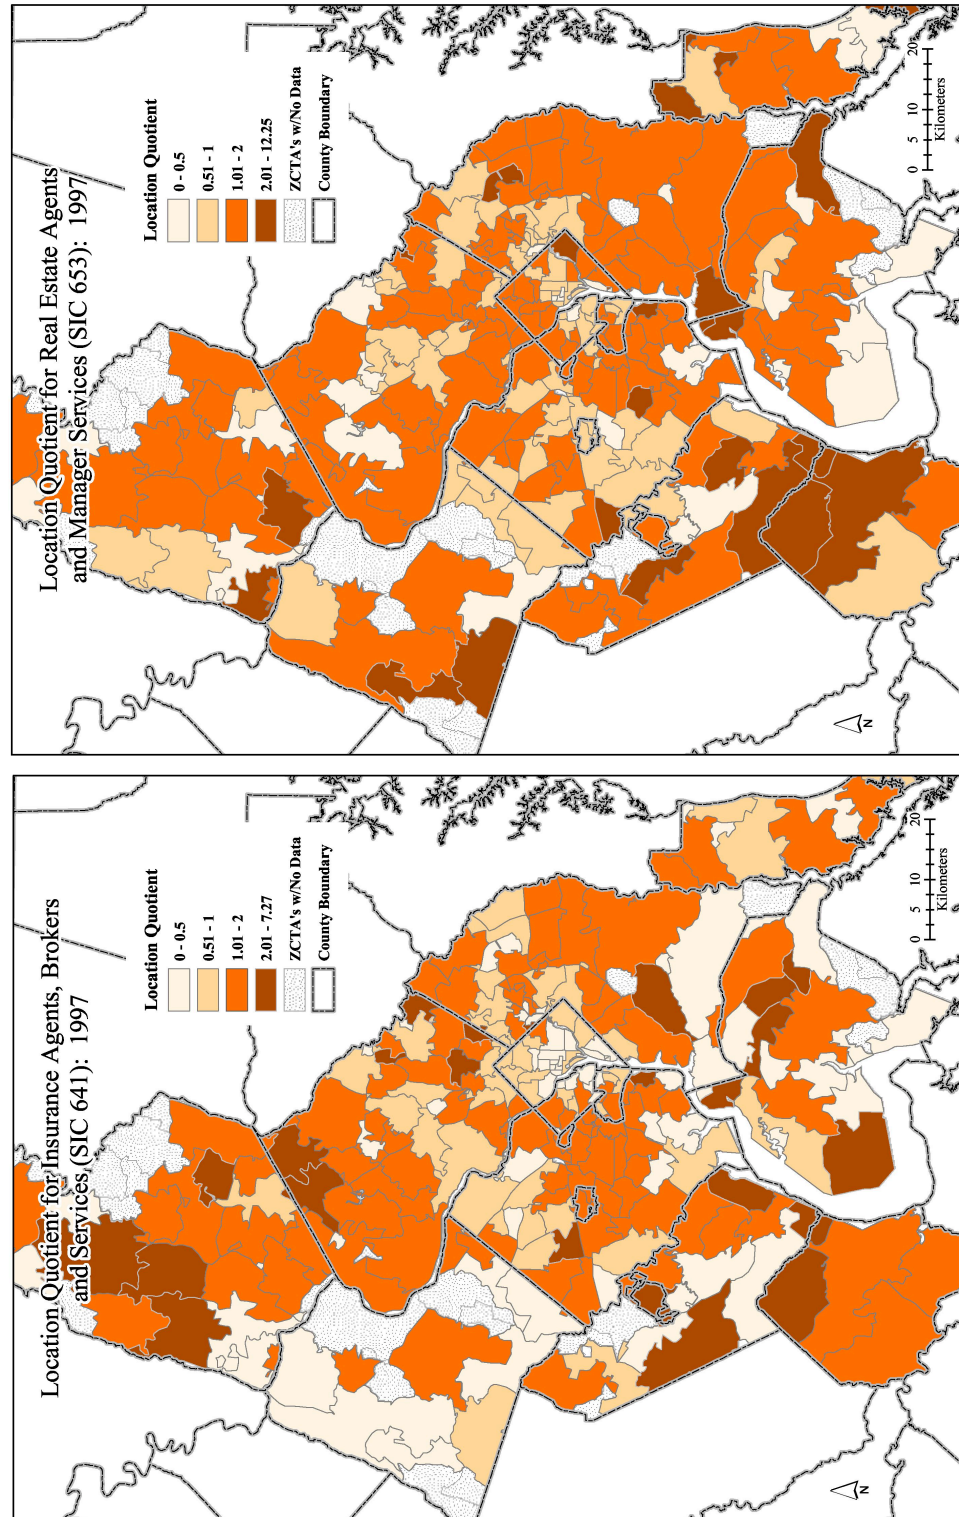 Location Quotient for Insurance Agents, Brokers
and Services (SIC 641): 1997
Location Quotient
0 - 0.5
0.51 - 1
1.01 - 2
2.01 - 7.27
ZCTA's w/No Data
County Boundary
N
0 5 10 20
Kilometers
Location Quotient for Real Estate Agents
and Manager Services (SIC 653): 1997
Location Quotient
0 - 0.5
0.51 - 1
1.01 - 2
2.01 - 12.25
ZCTA's w/No Data
County Boundary
N
0 5 10 20
Kilometers